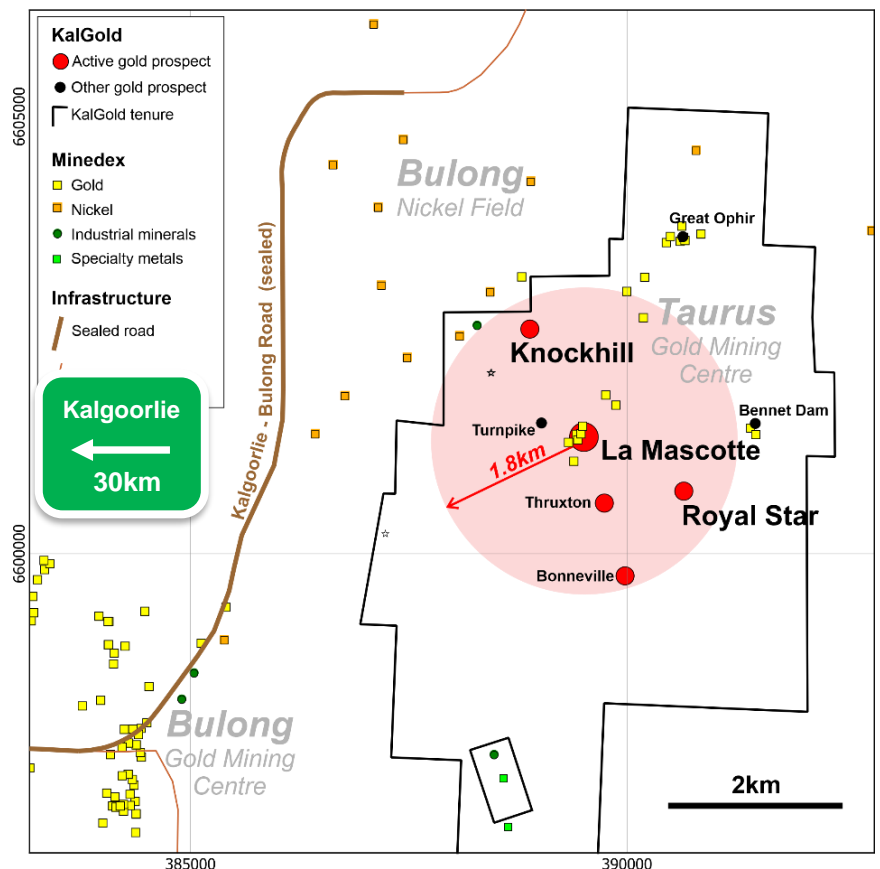 KalGold
Active gold prospect
Other gold prospect
KalGold tenure
Minedex
Gold
Nickel
Industrial minerals
Specialty metals
Infrastructure
Sealed road
Kalgoorlie
30km
Kalgoorlie - Bulong Road (sealed)
Bulong
Nickel Field
Great Ophir
Taurus
Gold Mining
Centre
Knockhill
Bennet Dam
Turnpike
La Mascotte
1.8km
Thruxton
Royal Star
Bonneville
Bulong
Gold Mining
Centre
2km
6605000
6600000
385000
390000